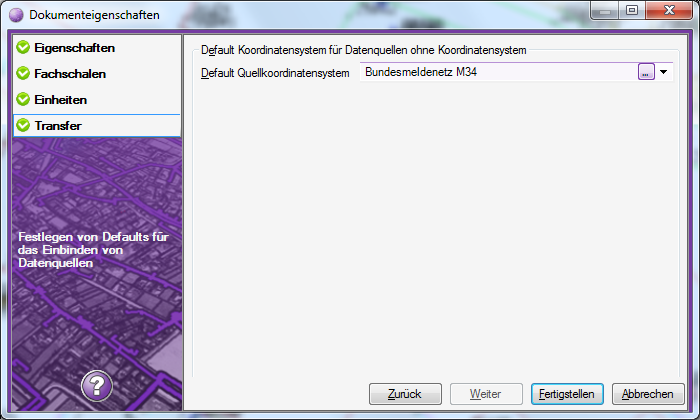 Dokumenteigenschaften
Eigenschaften
Fachschalen
Einheiten
Transfer
Festlegen von Defaults für
das Einbinden von
Datenquellen
?
Default Koordinatensystem für Datenquellen ohne Koordinatensystem
Default Quellkoordinatensystem Bundesmeldenetz M34 ...
Zurück Weiter Fertigstellen Abbrechen